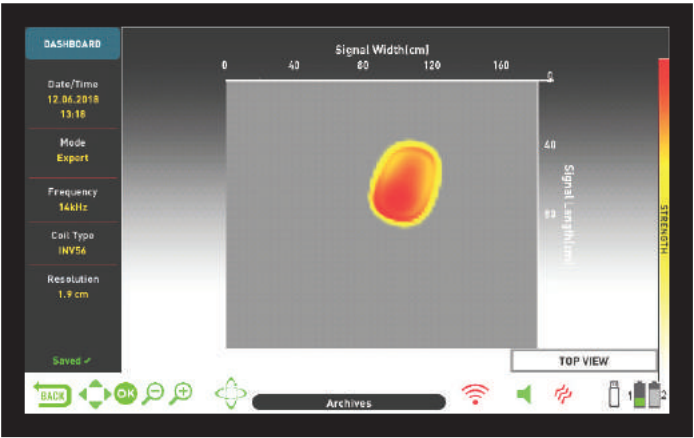 DASHBOARD
Date/Time
12.06.2018
13:18
Mode
Expert
Frequency
14kHz
Coil Type
INV56
Resolution
1.9 cm
Saved ✓
Signal Width(cm)
0 40 80 120 160
0
40
80
Signal Length(cm)
STRENGTH
TOP VIEW
BACK
OK
Archives
1
2